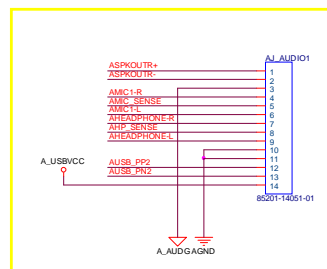 AJ_AUDIO1
ASPKOUTR+
1
ASPKOUTR-
2
3
AMIC1-R
4
AMIC_SENSE
5
AMIC1-L
6
AHEADPHONE-R
7
AHP_SENSE
8
AHEADPHONE-L
9
10
11
A_USBVCC
AUSB_PP2
12
AUSB_PN2
13
14
85201-14051-01
A_AUDGAGND